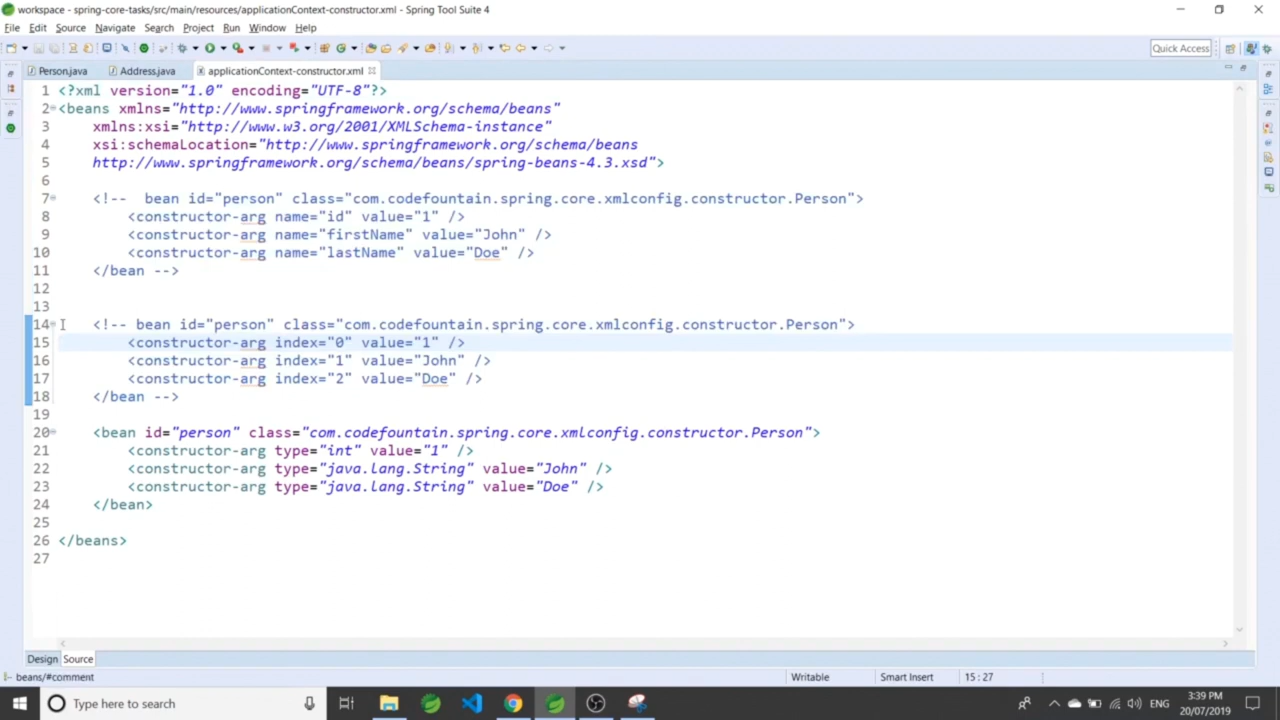 workspace - spring-core-tasks/src/main/resources/applicationContext-constructor.xml - Spring Tool Suite 4
File Edit Source Navigate Search Project Run Window Help
Quick Access
Person.java Address.java applicationContext-constructor.xml
1 <?xml version="1.0" encoding="UTF-8"?>
2 <beans xmlns="http://www.springframework.org/schema/beans"
3 xmlns:xsi="http://www.w3.org/2001/XMLSchema-instance"
4 xsi:schemaLocation="http://www.springframework.org/schema/beans
5 http://www.springframework.org/schema/beans/spring-beans-4.3.xsd">
6
7 <!-- bean id="person" class="com.codefountain.spring.core.xmlconfig.constructor.Person">
8 <constructor-arg name="id" value="1" />
9 <constructor-arg name="firstName" value="John" />
10 <constructor-arg name="lastName" value="Doe" />
11 </bean -->
12
13
14 <!-- bean id="person" class="com.codefountain.spring.core.xmlconfig.constructor.Person">
15 <constructor-arg index="0" value="1" />
16 <constructor-arg index="1" value="John" />
17 <constructor-arg index="2" value="Doe" />
18 </bean -->
19
20 <bean id="person" class="com.codefountain.spring.core.xmlconfig.constructor.Person">
21 <constructor-arg type="int" value="1" />
22 <constructor-arg type="java.lang.String" value="John" />
23 <constructor-arg type="java.lang.String" value="Doe" />
24 </bean>
25
26 </beans>
27
Design Source
beans/#comment Writable Smart Insert 15 : 27
Type here to search
ENG
3:39 PM
20/07/2019